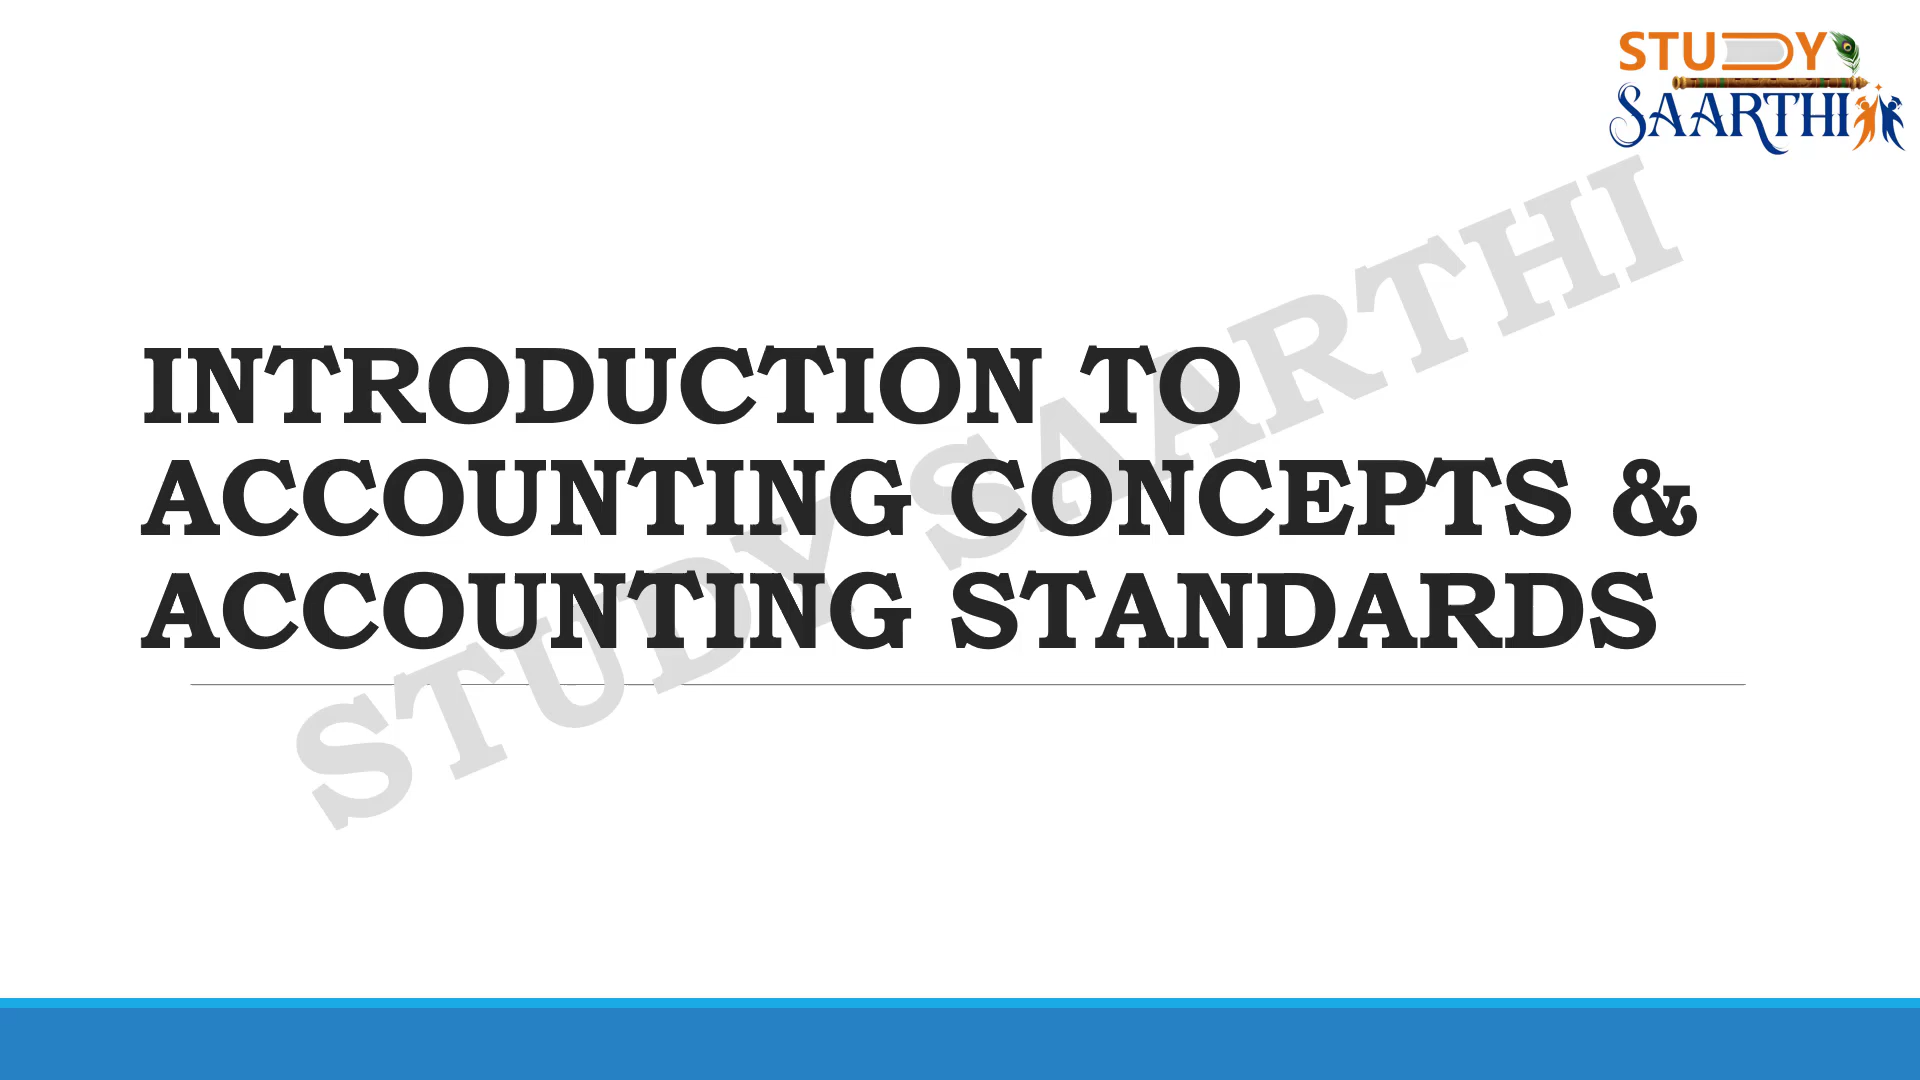 STUDY
SAARTHI
INTRODUCTION TO
ACCOUNTING CONCEPTS &
ACCOUNTING STANDARDS
STUDY SAARTHI